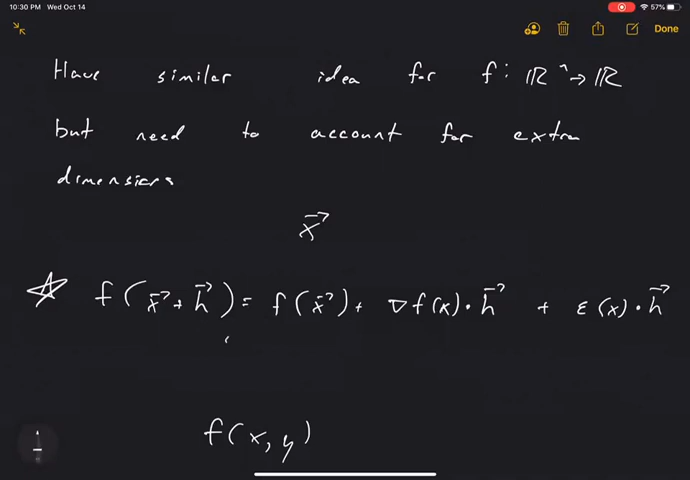 10:30 PM Wed Oct 14
57%
Done
Have similar idea for f: ℝⁿ → ℝ
but need to account for extra
dimensions
x⃗
☆ f(x⃗ + h⃗) = f(x⃗) + ∇f(x)·h⃗ + ε(x)·h⃗
f(x, y)